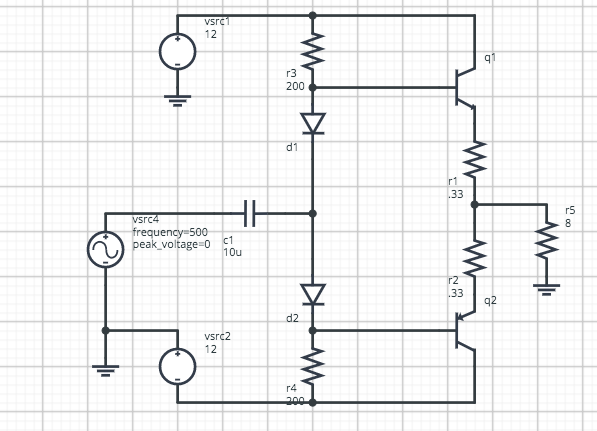 vsrc1
12
q1
r3
200
d1
r1
.33
r5
8
vsrc4
frequency=500
peak_voltage=0
c1
10u
r2
.33
q2
d2
vsrc2
12
r4
200